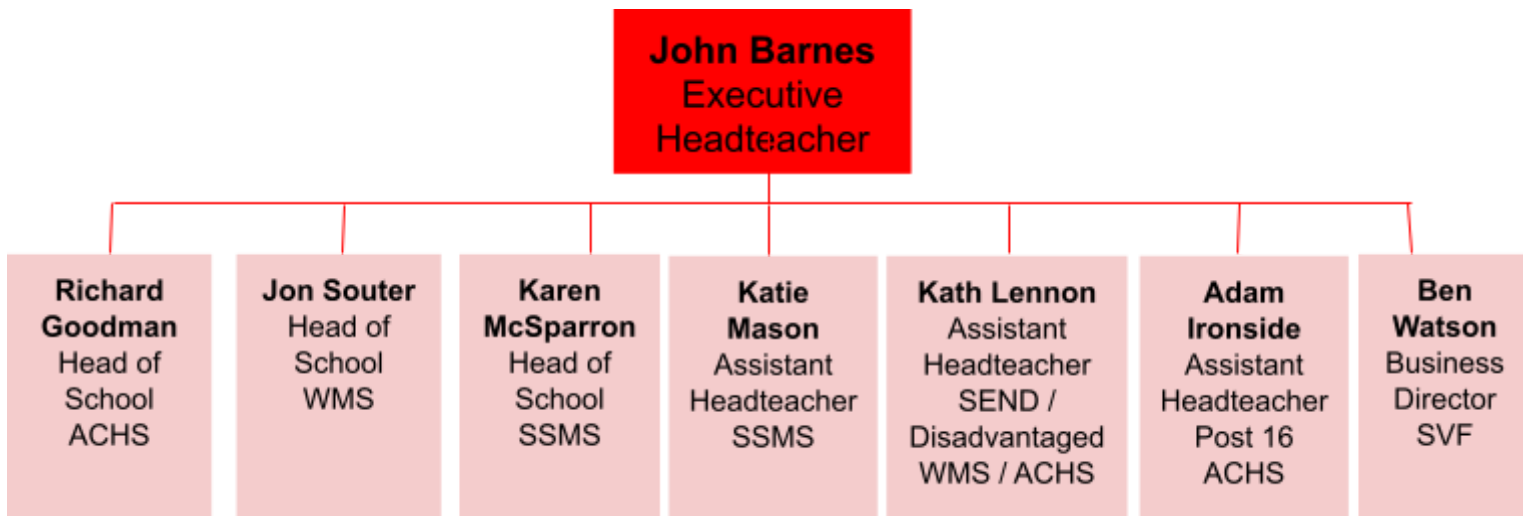 John Barnes
Executive
Headteacher
Richard
Goodman
Head of
School
ACHS
Jon Souter
Head of
School
WMS
Karen
McSparron
Head of
School
SSMS
Katie
Mason
Assistant
Headteacher
SSMS
Kath Lennon
Assistant
Headteacher
SEND /
Disadvantaged
WMS / ACHS
Adam
Ironside
Assistant
Headteacher
Post 16
ACHS
Ben
Watson
Business
Director
SVF